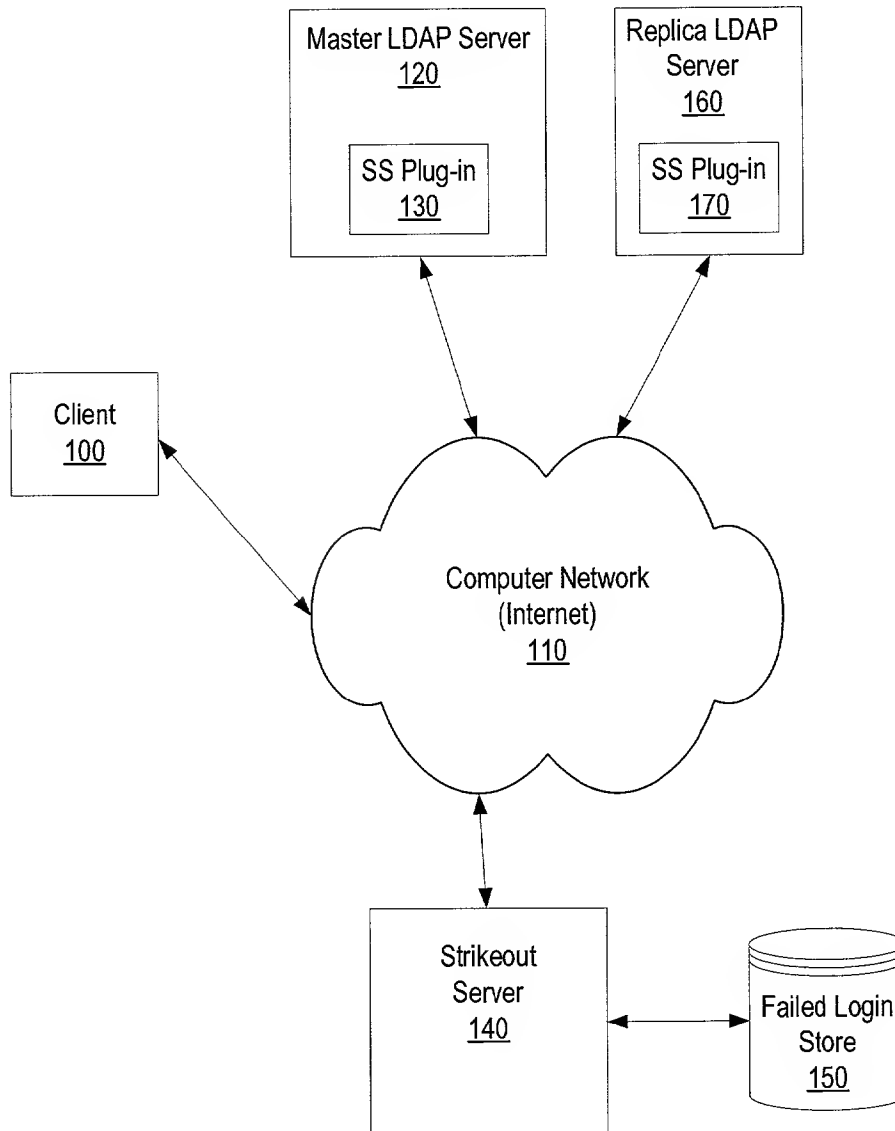 Master LDAP Server
120
SS Plug-in
130
Replica LDAP
Server
160
SS Plug-in
170
Client
100
Computer Network
(Internet)
110
Strikeout
Server
140
Failed Login
Store
150